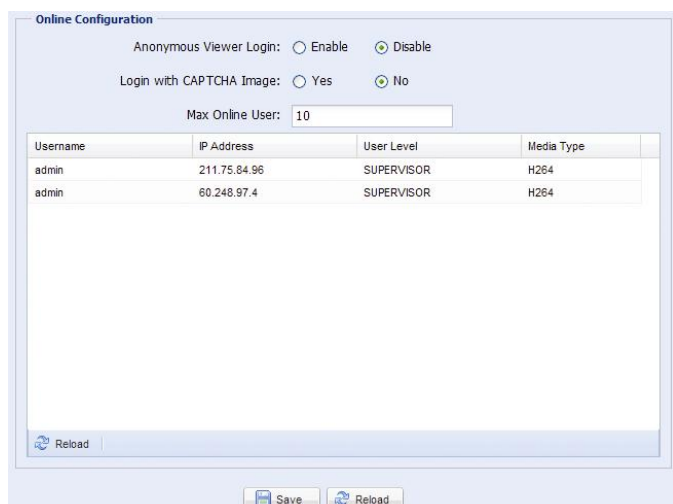 Online Configuration
Anonymous Viewer Login: Enable Disable
Login with CAPTCHA Image: Yes No
Max Online User: 10
Username IP Address User Level Media Type
admin 211.75.84.96 SUPERVISOR H264
admin 60.248.97.4 SUPERVISOR H264
Reload
Save Reload